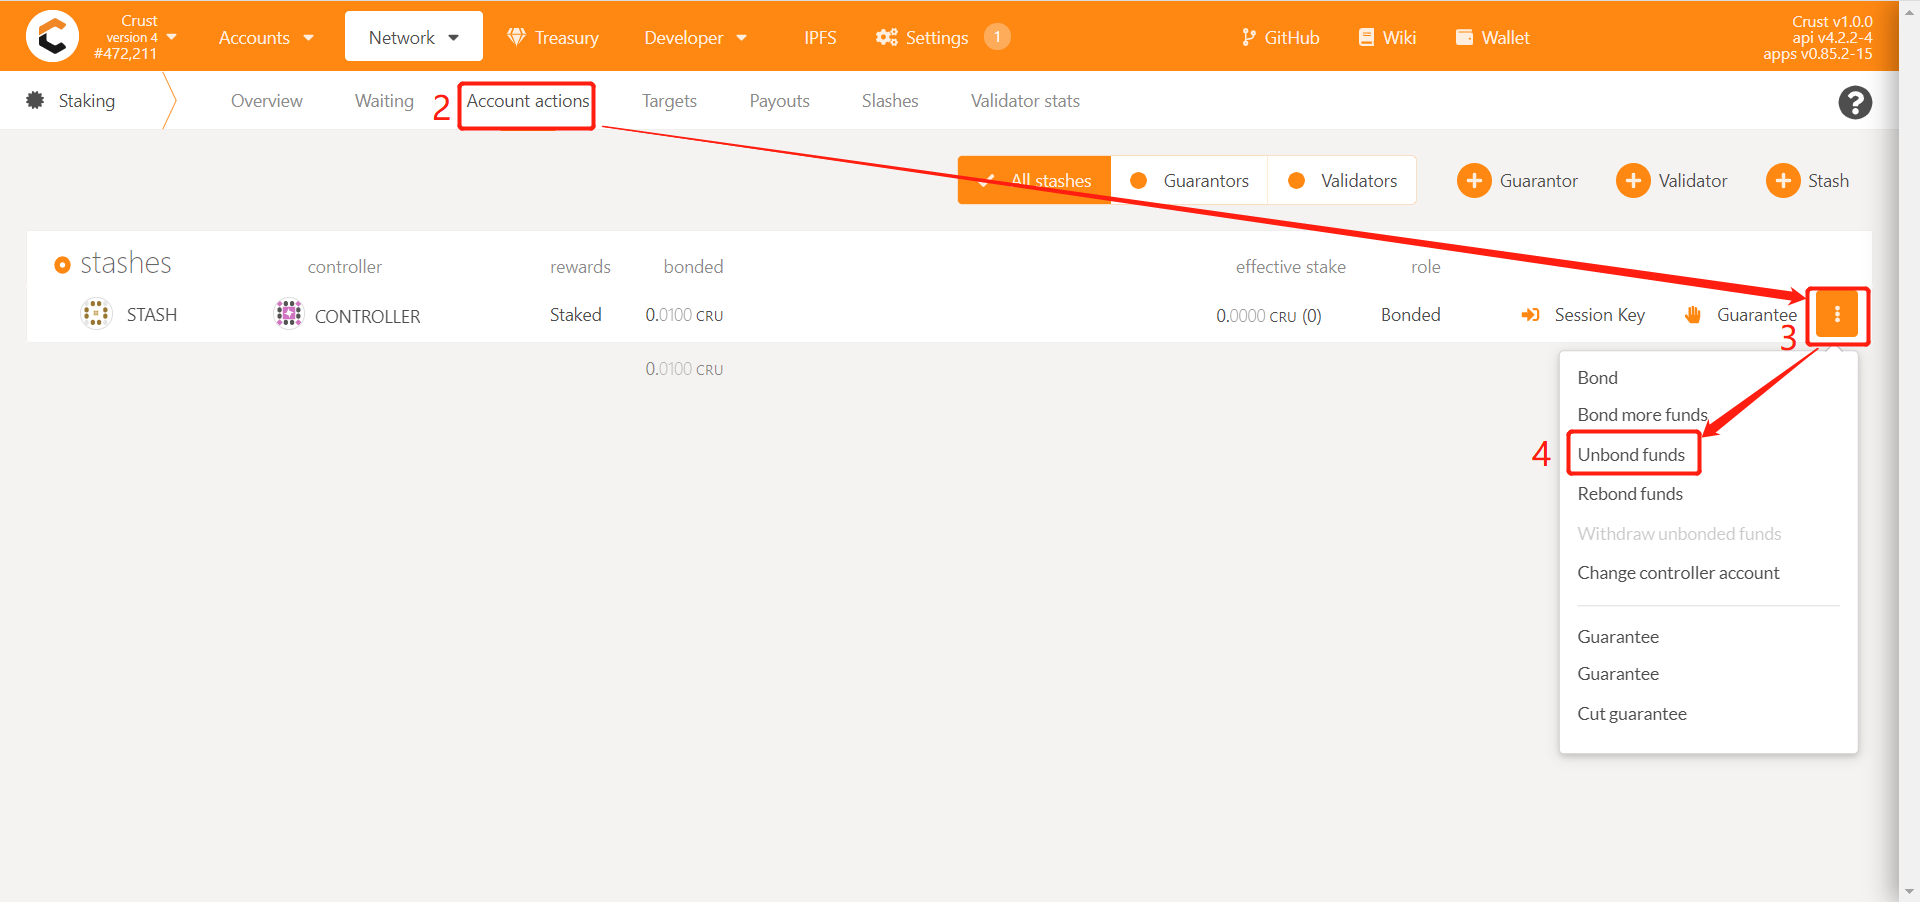 Crust
version 4
#472,211
Accounts
Network
Treasury
Developer
IPFS
Settings
1
GitHub
Wiki
Wallet
Crust v1.0.0
api v4.2.2-4
apps v0.85.2-15
Staking
Overview
Waiting
2
Account actions
Targets
Payouts
Slashes
Validator stats
?
All stashes
Guarantors
Validators
Guarantor
Validator
Stash
stashes
controller
rewards
bonded
effective stake
role
STASH
CONTROLLER
Staked
0.0100 CRU
0.0000 CRU (0)
Bonded
Session Key
Guarantee
3
0.0100 CRU
Bond
Bond more funds
4
Unbond funds
Rebond funds
Withdraw unbonded funds
Change controller account
Guarantee
Guarantee
Cut guarantee